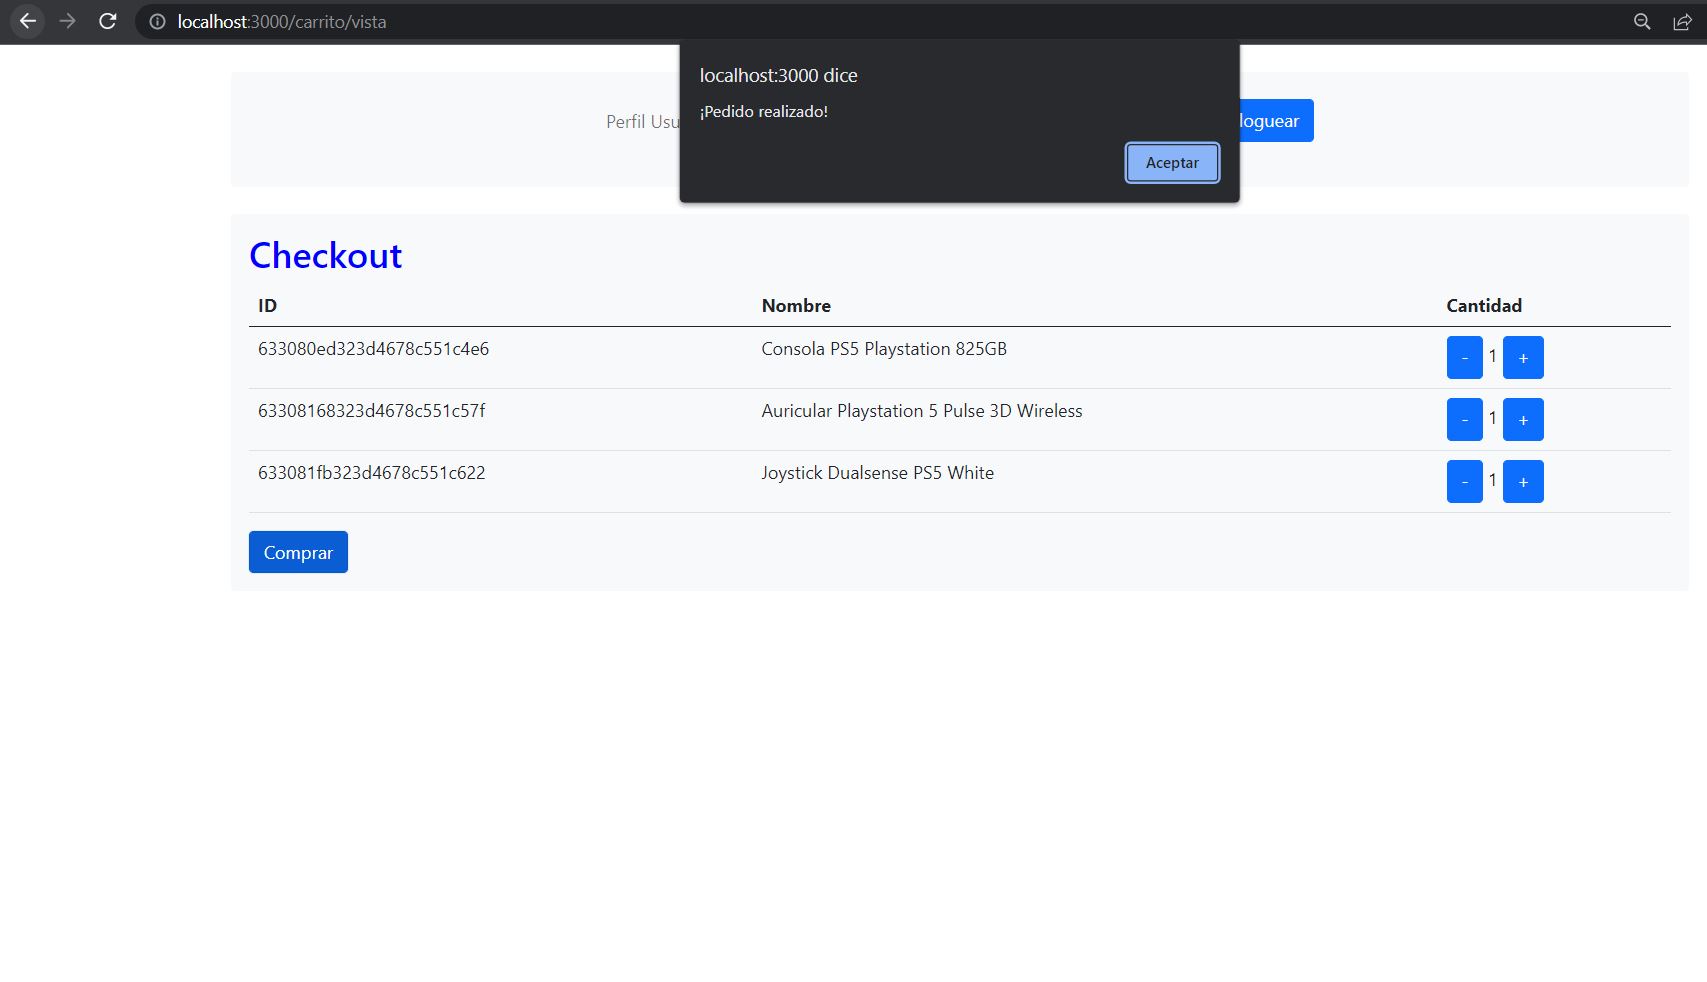 localhost:3000/carrito/vista
localhost:3000 dice
¡Pedido realizado!
Aceptar
Perfil Usu
loguear
Checkout
ID Nombre Cantidad
633080ed323d4678c551c4e6 Consola PS5 Playstation 825GB - 1 +
63308168323d4678c551c57f Auricular Playstation 5 Pulse 3D Wireless - 1 +
633081fb323d4678c551c622 Joystick Dualsense PS5 White - 1 +
Comprar